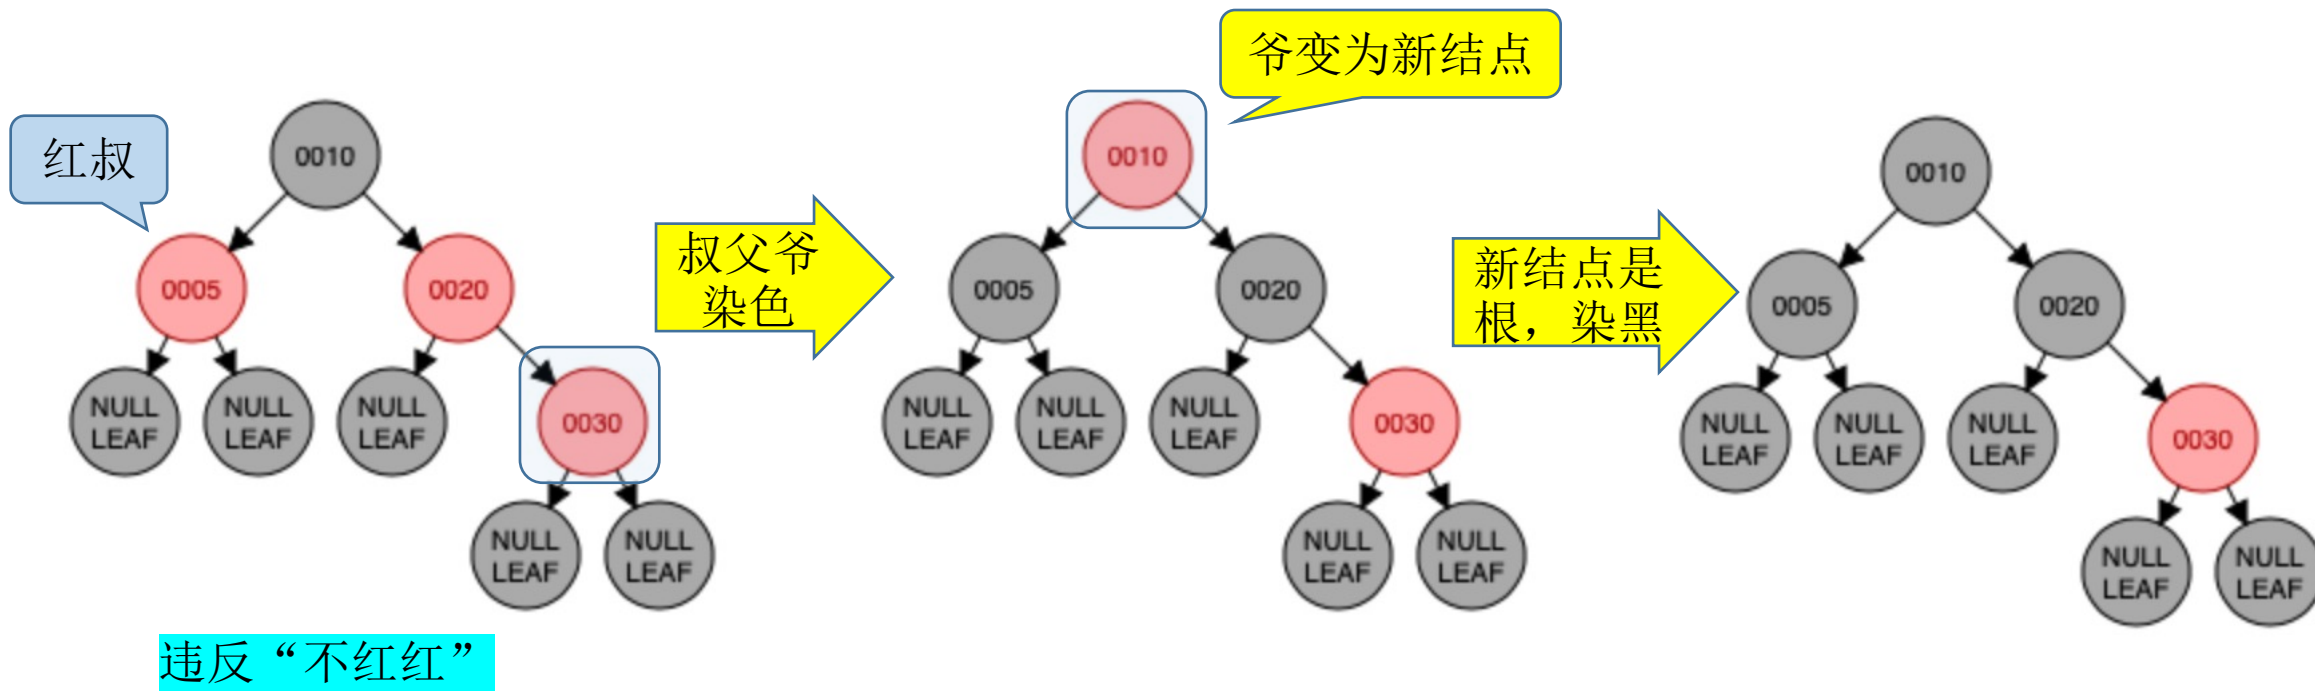 爷变为新结点
红叔
0010
0005
0020
NULL
LEAF
NULL
LEAF
NULL
LEAF
0030
NULL
LEAF
NULL
LEAF
违反“不红红”
叔父爷
染色
0010
0005
0020
NULL
LEAF
NULL
LEAF
NULL
LEAF
0030
NULL
LEAF
NULL
LEAF
新结点是
根，染黑
0010
0005
0020
NULL
LEAF
NULL
LEAF
NULL
LEAF
0030
NULL
LEAF
NULL
LEAF